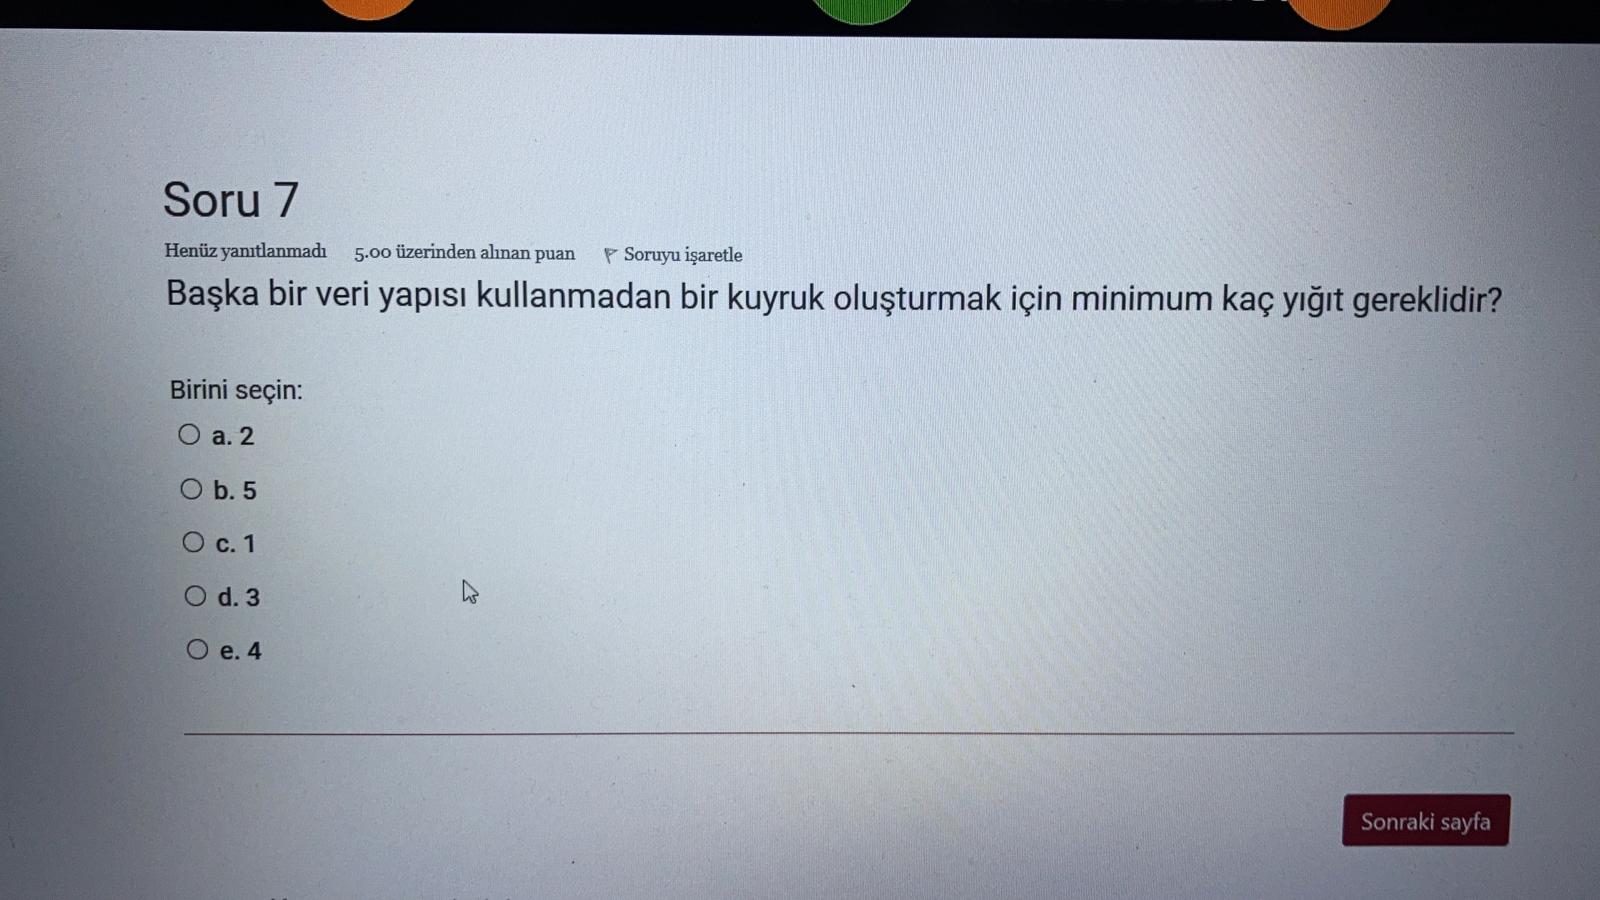 Soru 7
Henüz yanıtlanmadı 5.00 üzerinden alınan puan Soruyu işaretle
Başka bir veri yapısı kullanmadan bir kuyruk oluşturmak için minimum kaç yığıt gereklidir?
Birini seçin:
a. 2
b. 5
c. 1
d. 3
e. 4
Sonraki sayfa